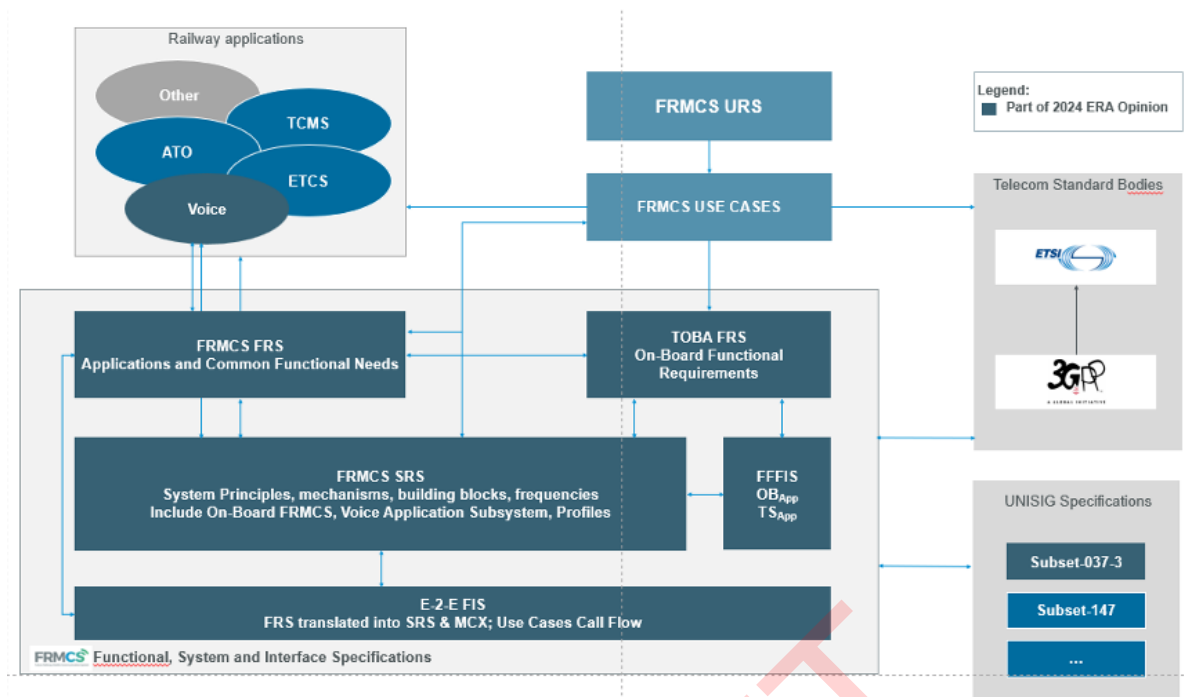 Railway applications
Other
TCMS
ATO
ETCS
Voice
FRMCS URS
FRMCS USE CASES
Legend:
Part of 2024 ERA Opinion
Telecom Standard Bodies
ETSI
3GPP
A GLOBAL INITIATIVE
FRMCS FRS
Applications and Common Functional Needs
TOBA FRS
On-Board Functional
Requirements
FRMCS SRS
System Principles, mechanisms, building blocks, frequencies
Include On-Board FRMCS, Voice Application Subsystem, Profiles
FFFIS
OBApp
TSApp
UNISIG Specifications
Subset-037-3
Subset-147
...
E-2-E FIS
FRS translated into SRS & MCX; Use Cases Call Flow
FRMCS Functional, System and Interface Specifications
T